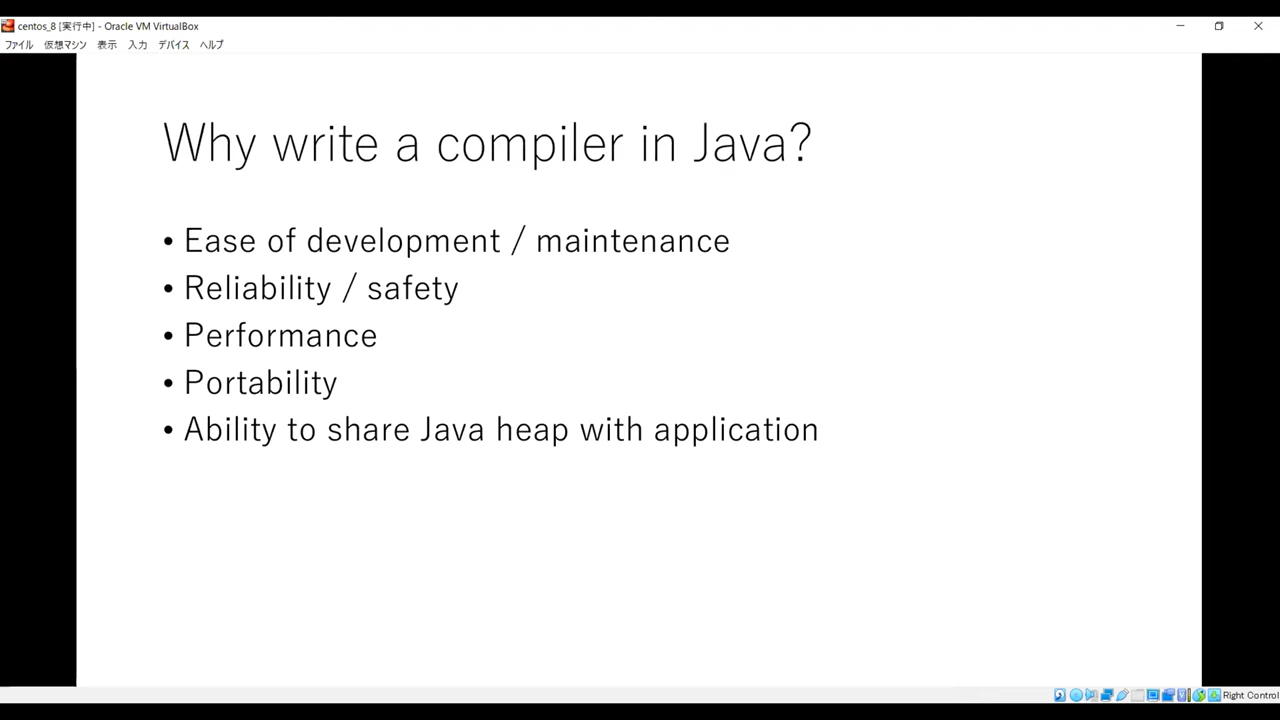 centos_8 [実行中] - Oracle VM VirtualBox
ファイル 仮想マシン 表示 入力 デバイス ヘルプ
Why write a compiler in Java?
• Ease of development / maintenance
• Reliability / safety
• Performance
• Portability
• Ability to share Java heap with application
Right Control